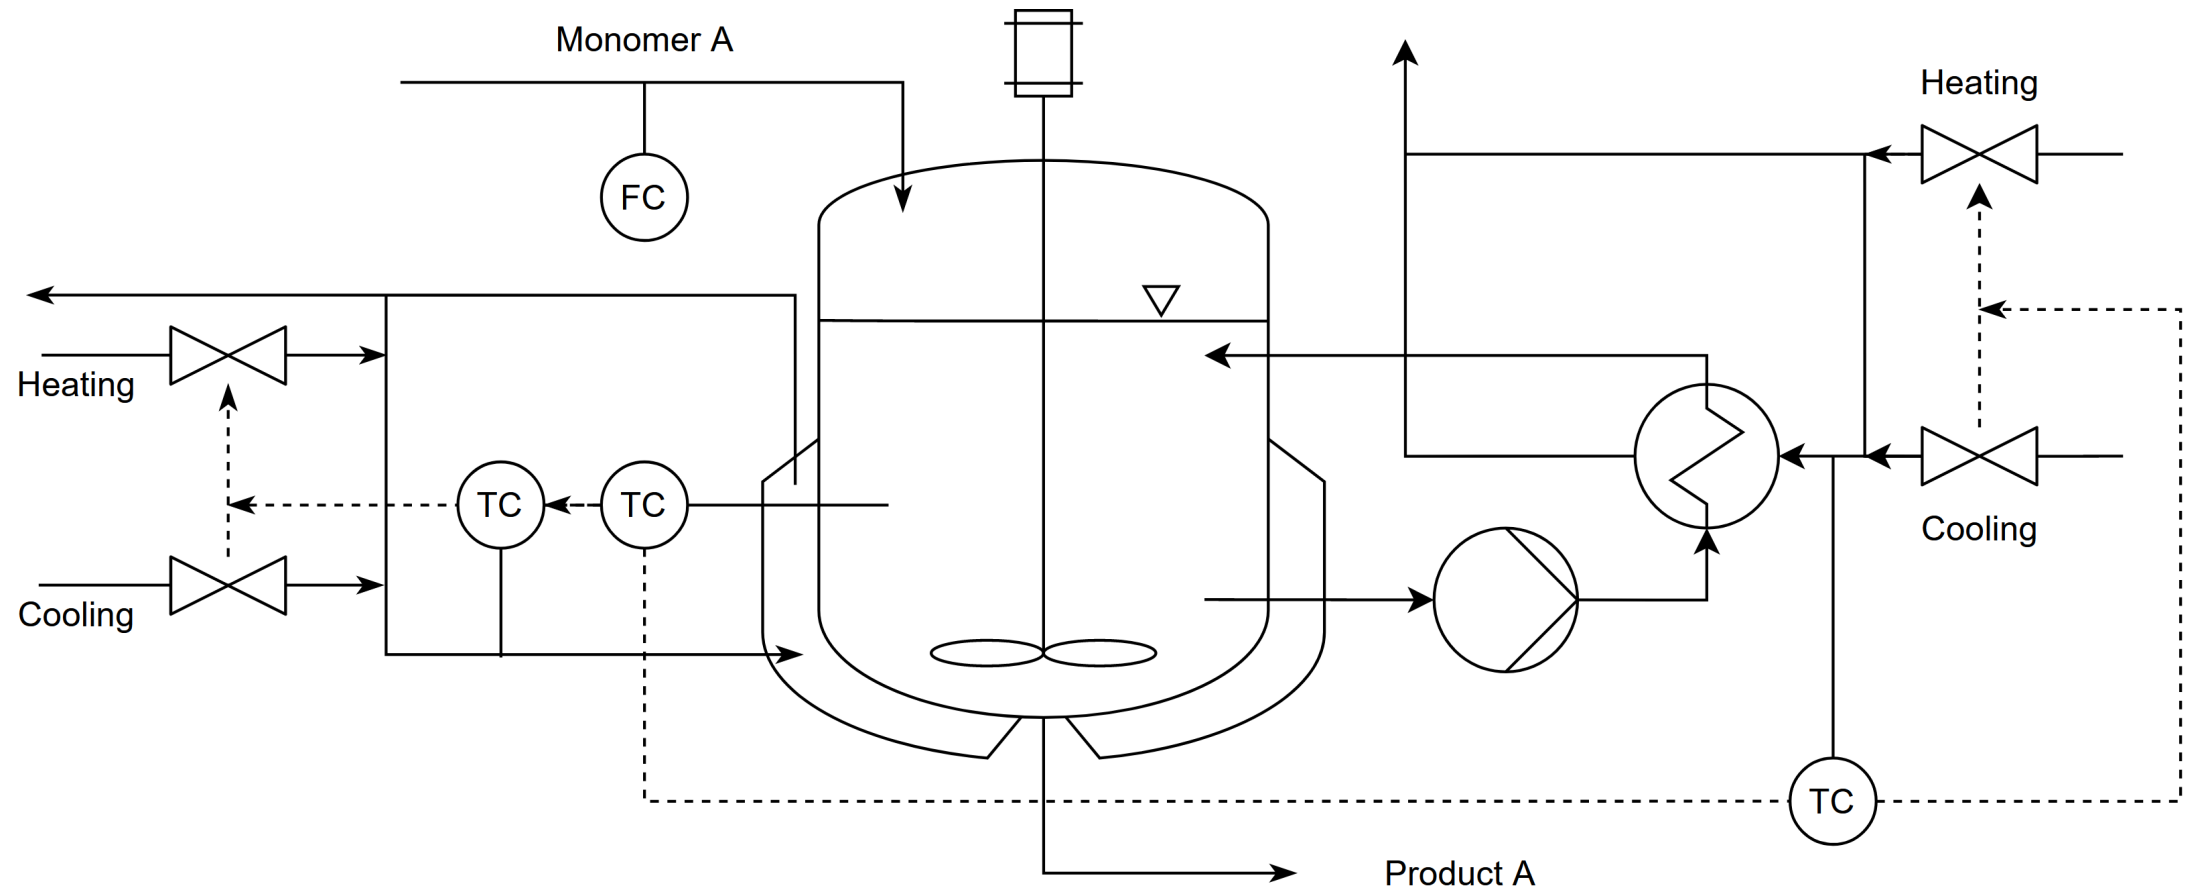 Monomer A
Heating
FC
Heating
TC
TC
Cooling
Cooling
TC
Product A